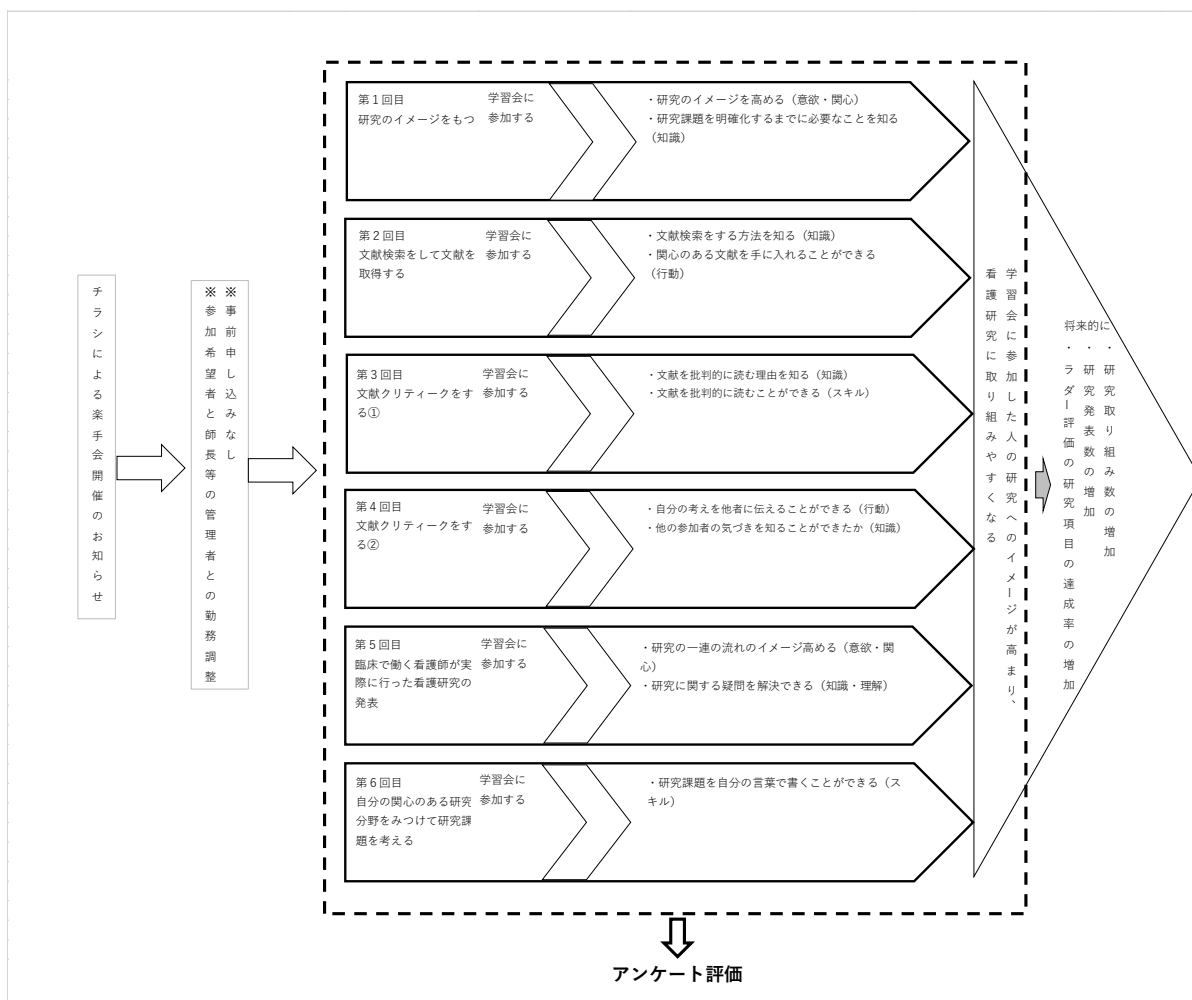 チラシによる楽手会開催のお知らせ
※事前申し込みなし
※参加希望者と師長等の管理者との勤務調整
第1回目
研究のイメージをもつ
学習会に
参加する
・研究のイメージを高める（意欲・関心）
・研究課題を明確化するまでに必要なことを知る
（知識）
第2回目
文献検索をして文献を
取得する
学習会に
参加する
・文献検索をする方法を知る（知識）
・関心のある文献を手に入れることができる
（行動）
第3回目
文献クリティークをす
る①
学習会に
参加する
・文献を批判的に読む理由を知る（知識）
・文献を批判的に読むことができる（スキル）
第4回目
文献クリティークをす
る②
学習会に
参加する
・自分の考えを他者に伝えることができる（行動）
・他の参加者の気づきを知ることができたか（知識）
第5回目
臨床で働く看護師が実
際に行った看護研究の
発表
学習会に
参加する
・研究の一連の流れのイメージ高める（意欲・関
心）
・研究に関する疑問を解決できる（知識・理解）
第6回目
自分の関心のある研究
分野をみつけて研究課
題を考える
学習会に
参加する
・研究課題を自分の言葉で書くことができる（ス
キル）
学習会に参加した人の研究へのイメージが高まり、
看護研究に取り組みやすくなる
将来的に
・研究取り組み数の増加
・研究発表数の増加
・ラダー評価の研究項目の達成率の増加
アンケート評価